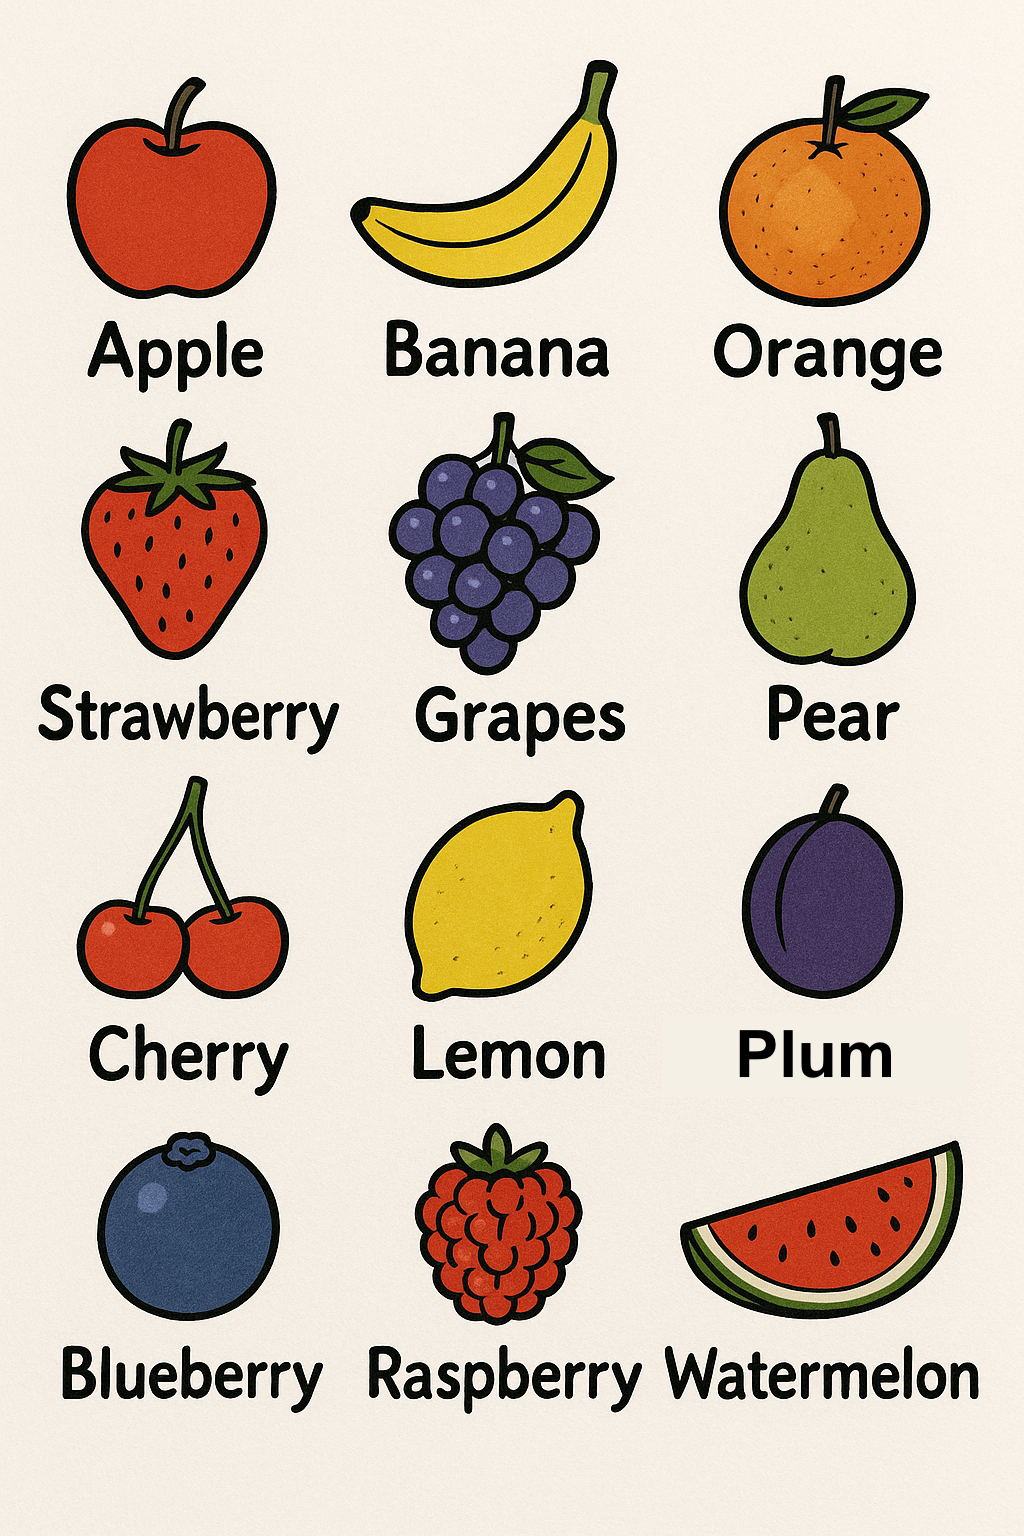 Apple Banana Orange
Strawberry Grapes Pear
Cherry Lemon Plum
Blueberry Raspberry Watermelon